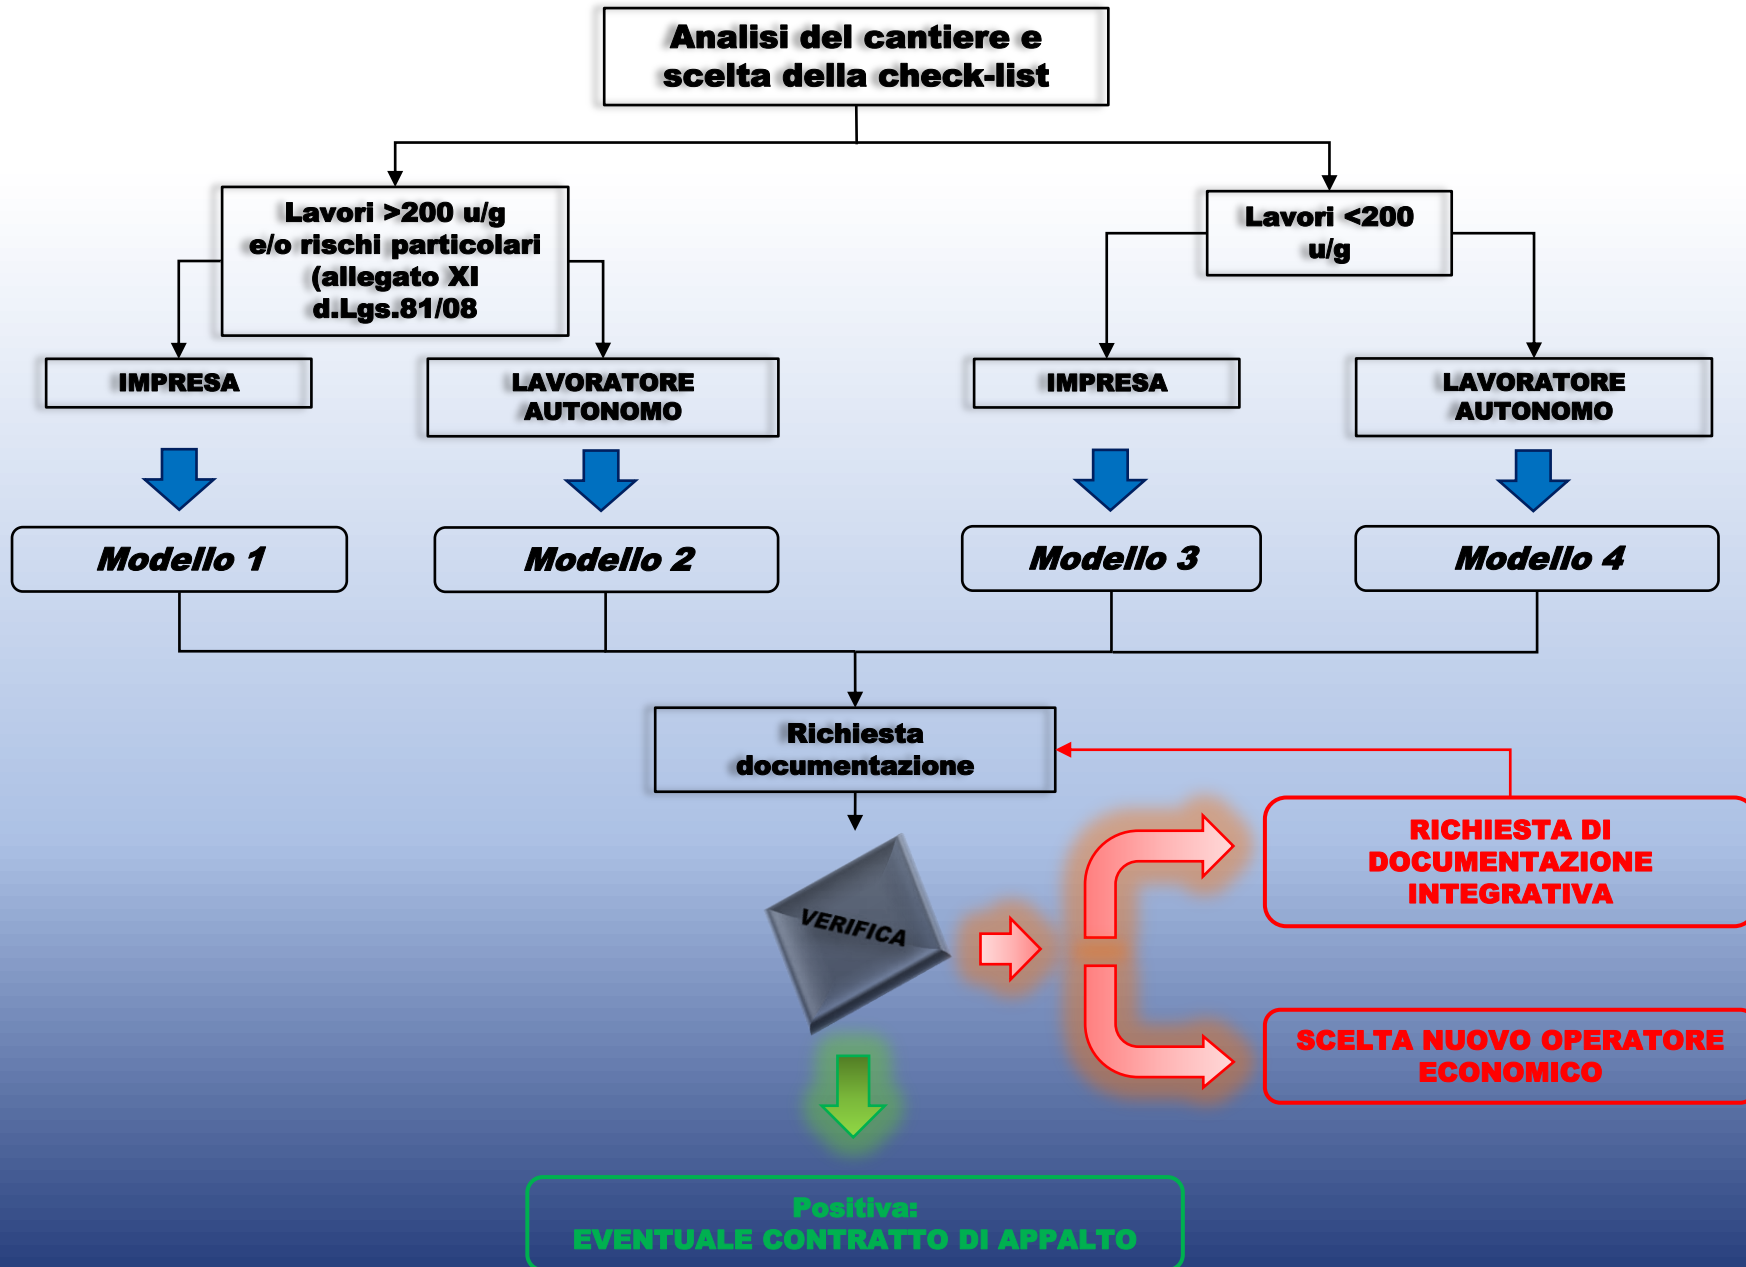 Analisi del cantiere e
scelta della check-list
Lavori >200 u/g
e/o rischi particolari
(allegato XI
d.Lgs.81/08
Lavori <200
u/g
IMPRESA
LAVORATORE
AUTONOMO
IMPRESA
LAVORATORE
AUTONOMO
Modello 1
Modello 2
Modello 3
Modello 4
Richiesta
documentazione
VERIFICA
RICHIESTA DI
DOCUMENTAZIONE
INTEGRATIVA
SCELTA NUOVO OPERATORE
ECONOMICO
Positiva:
EVENTUALE CONTRATTO DI APPALTO